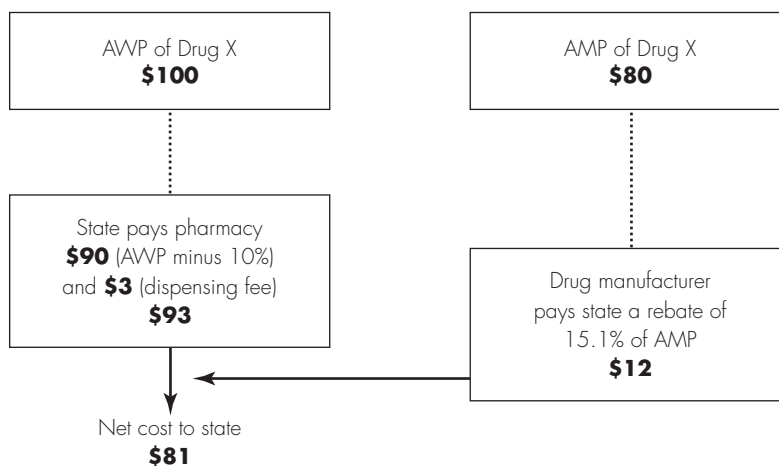 AWP of Drug X
$100
AMP of Drug X
$80
State pays pharmacy
$90 (AWP minus 10%)
and $3 (dispensing fee)
$93
Drug manufacturer
pays state a rebate of
15.1% of AMP
$12
Net cost to state
$81